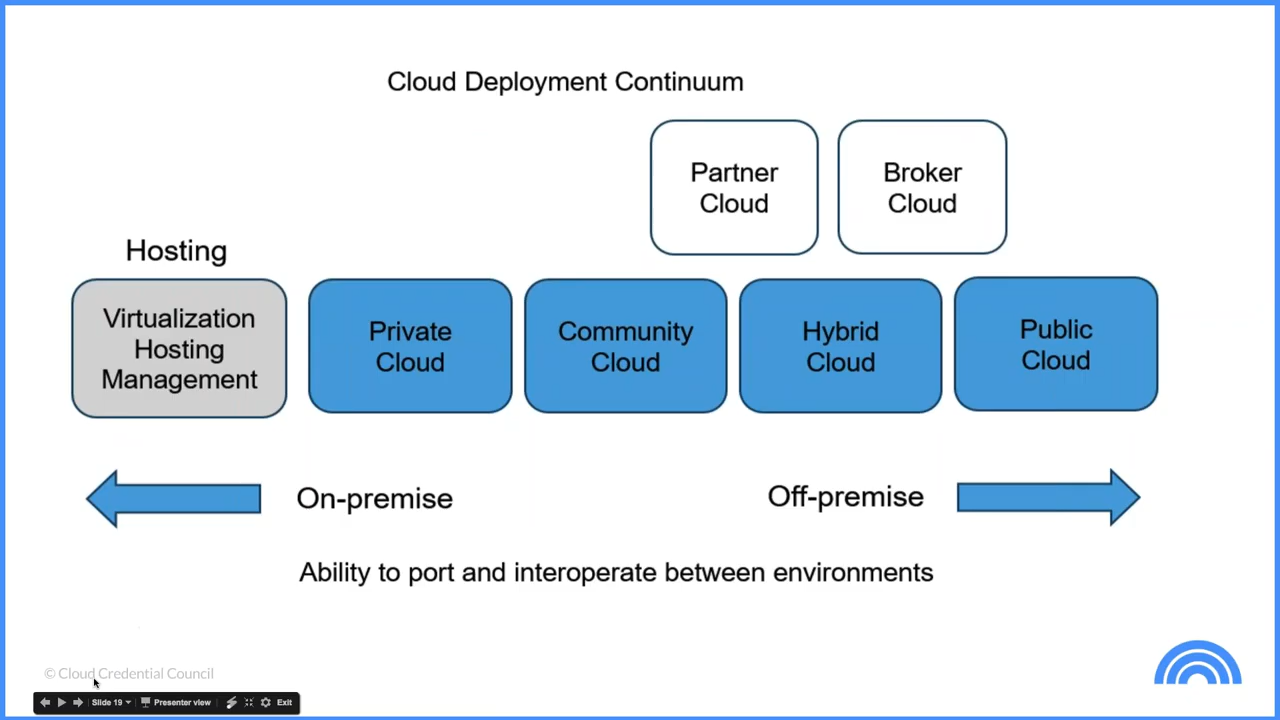 Cloud Deployment Continuum
Partner
Cloud
Broker
Cloud
Hosting
Virtualization
Hosting
Management
Private
Cloud
Community
Cloud
Hybrid
Cloud
Public
Cloud
On-premise
Off-premise
Ability to port and interoperate between environments
© Cloud Credential Council
Slide 19
Presenter view
Exit